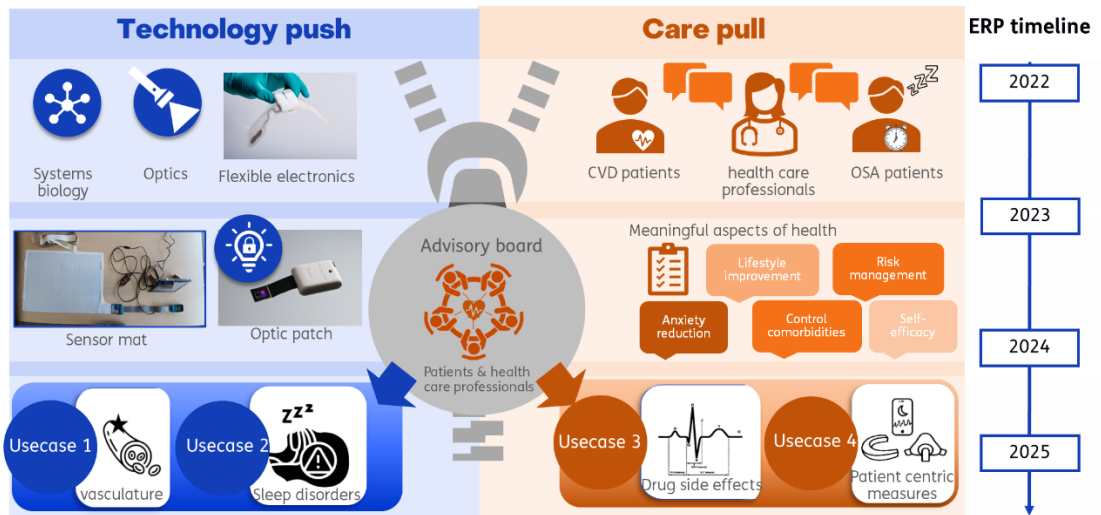 Technology push
Care pull
ERP timeline
2022
Systems
biology
Optics
Flexible electronics
CVD patients
health care
professionals
OSA patients
zzz
2023
Sensor mat
Optic patch
Advisory board
Patients & health
care professionals
Meaningful aspects of health
Lifestyle
improvement
Risk
management
Anxiety
reduction
Control
comorbidities
Self-
efficacy
2024
Usecase 1
vasculature
Usecase 2
zzz
Sleep disorders
Usecase 3
Drug side effects
Usecase 4
Patient centric
measures
2025